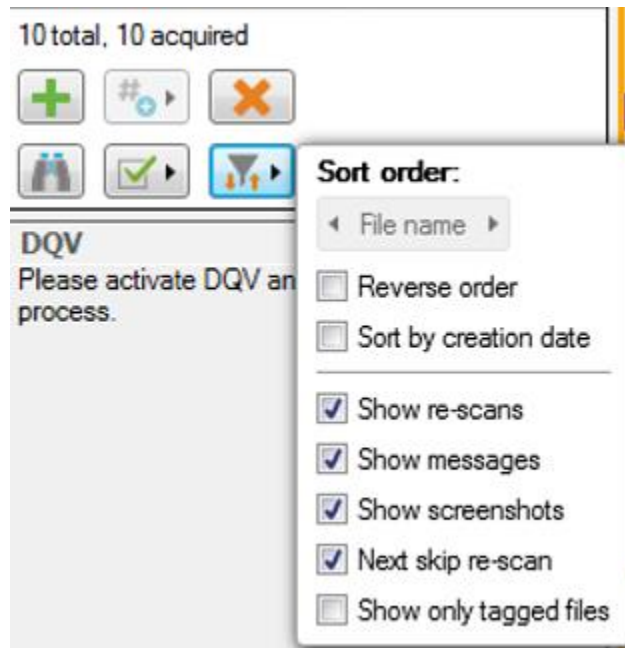 10 total, 10 acquired
#
Sort order:
File name
Reverse order
Sort by creation date
Show re-scans
Show messages
Show screenshots
Next skip re-scan
Show only tagged files
DQV
Please activate DQV an
process.